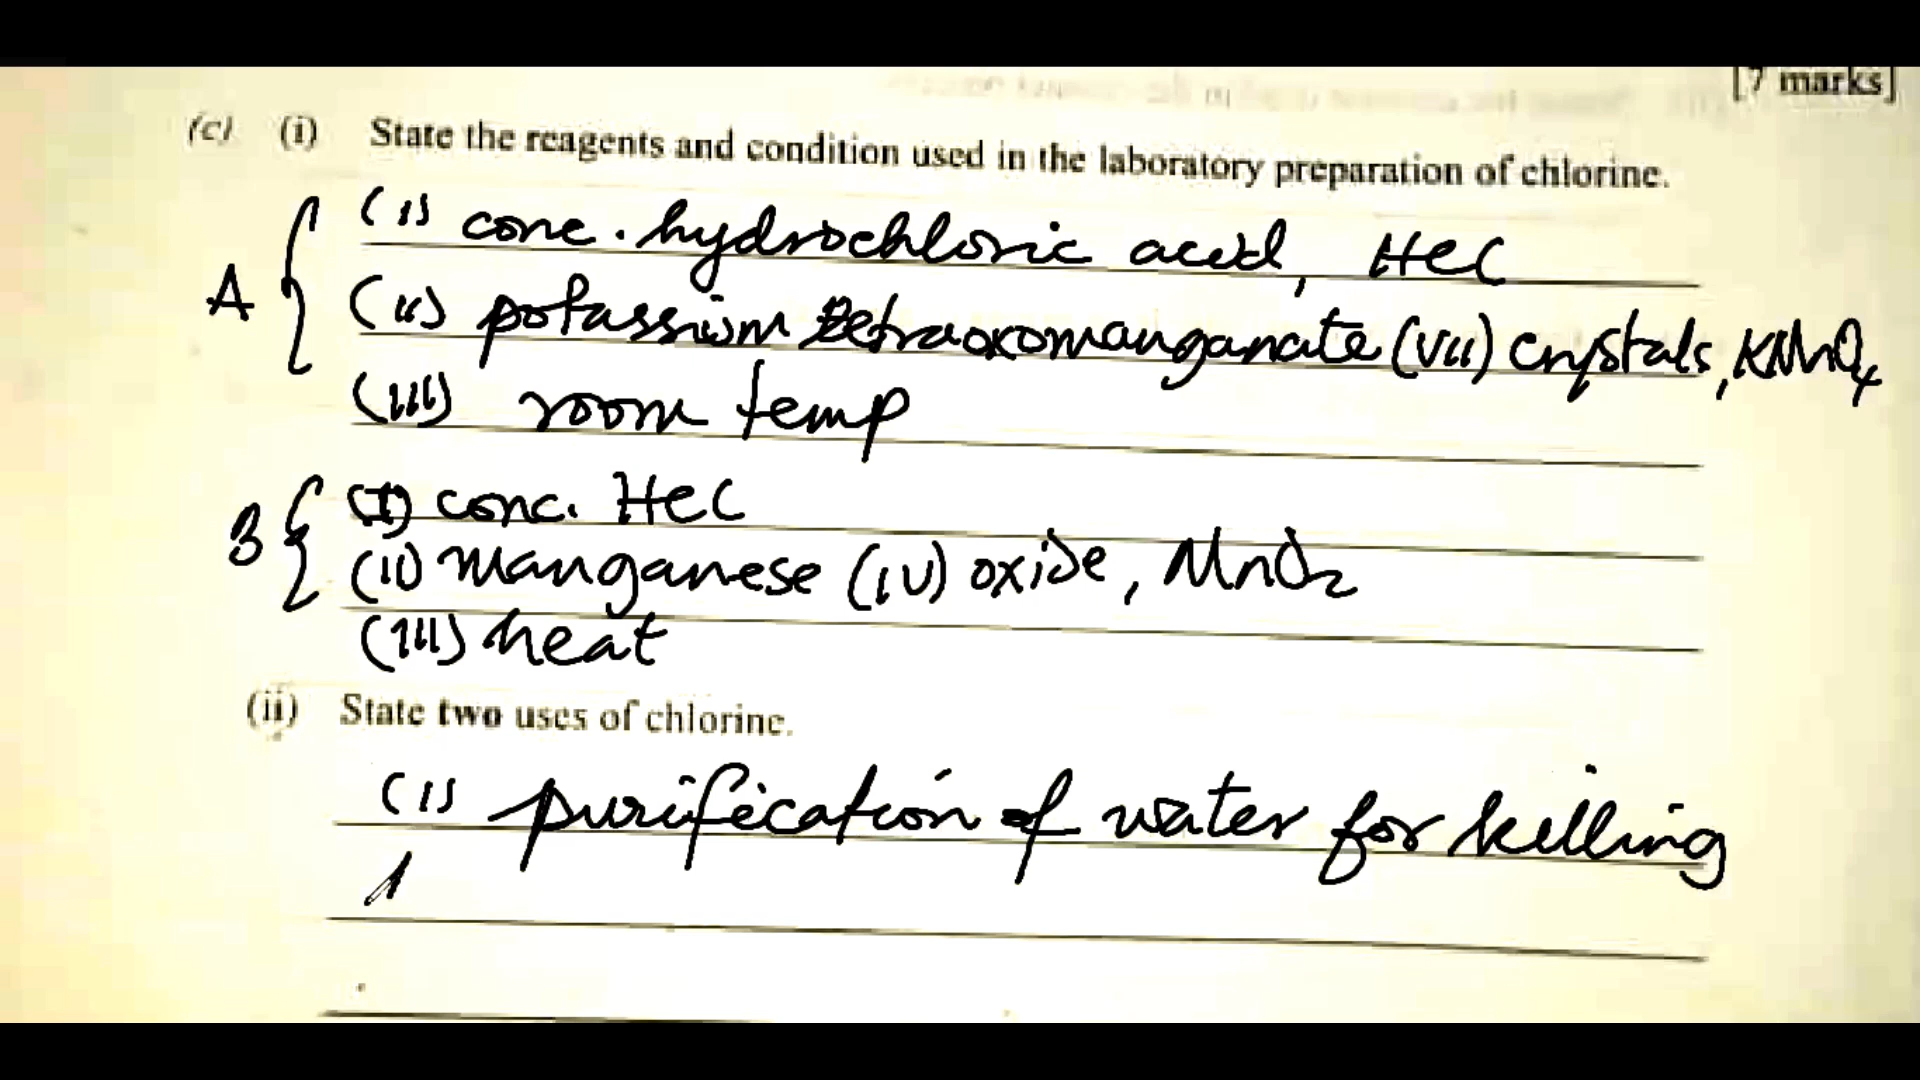 [7 marks]
(c) (i) State the reagents and condition used in the laboratory preparation of chlorine.
A { (i) conc. hydrochloric acid, HCl
(ii) potassium tetraoxomanganate (VII) crystals, KMnO4
(iii) room temp
B { (I) conc. HCl
(ii) manganese (IV) oxide, MnO2
(iii) heat
(ii) State two uses of chlorine.
(i) purification of water for killing